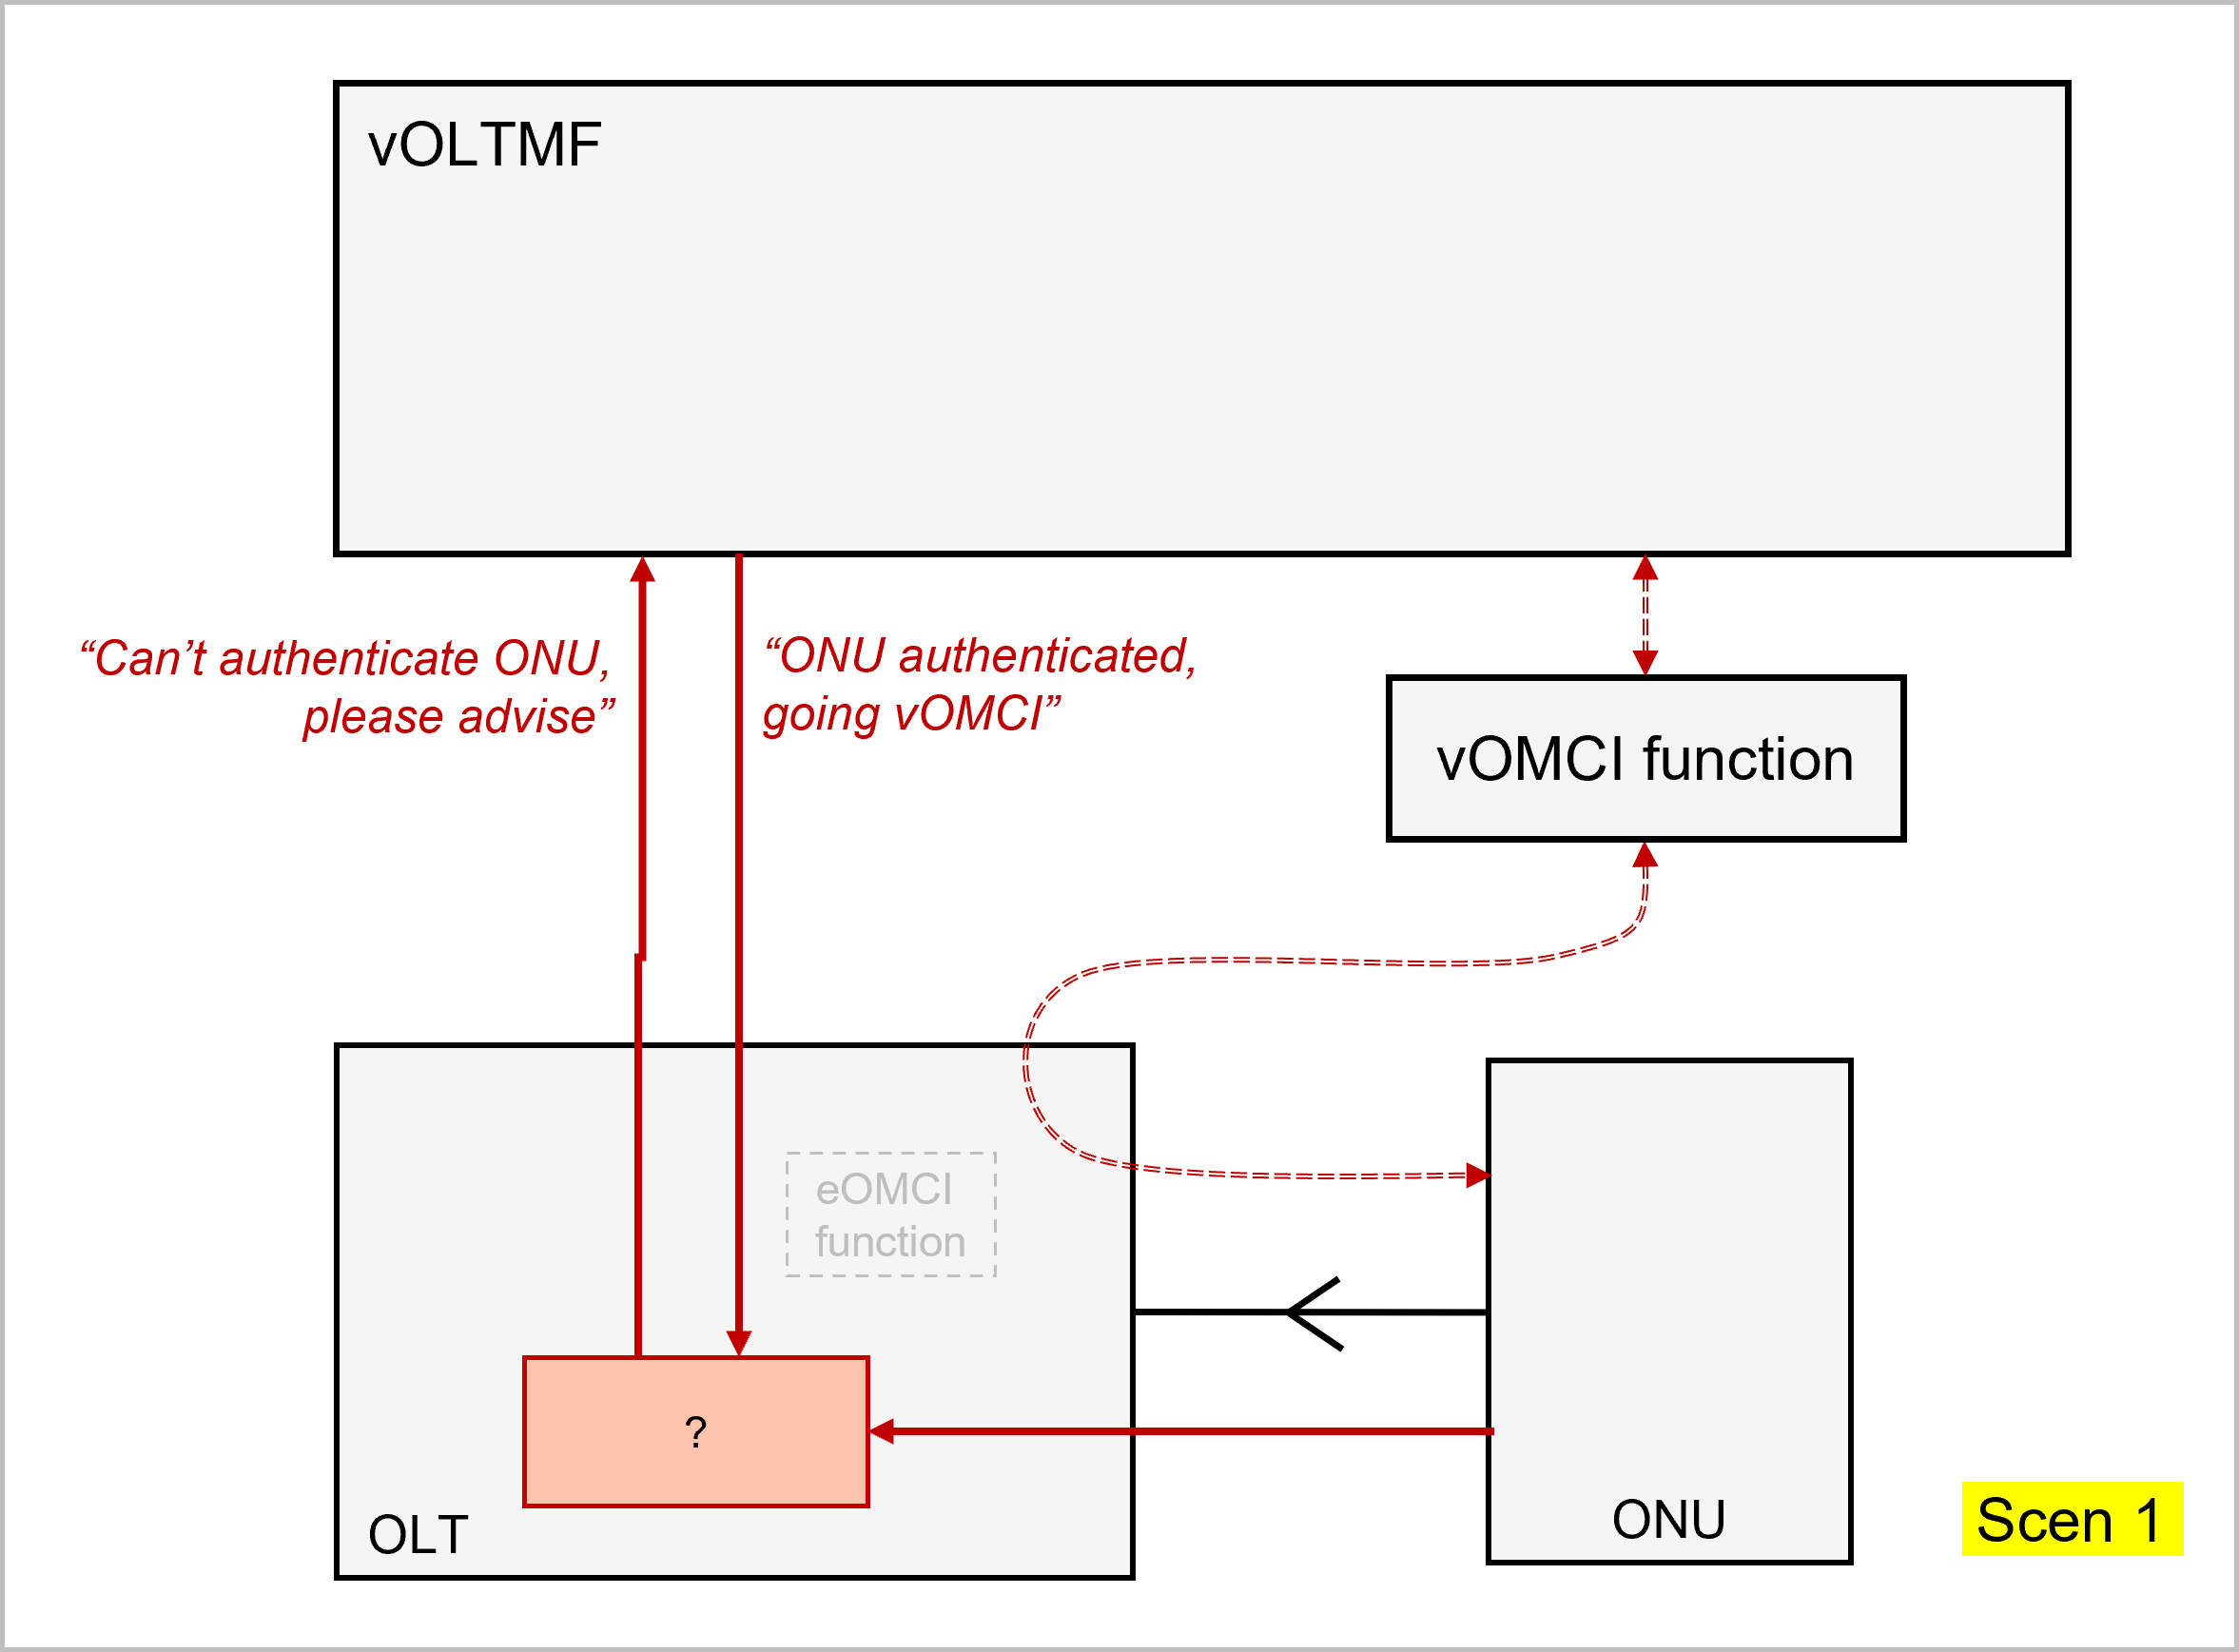 vOLTMF
“Can’t authenticate ONU,
please advise”
“ONU authenticated,
going vOMCI”
vOMCI function
eOMCI
function
?
OLT
ONU
Scen 1